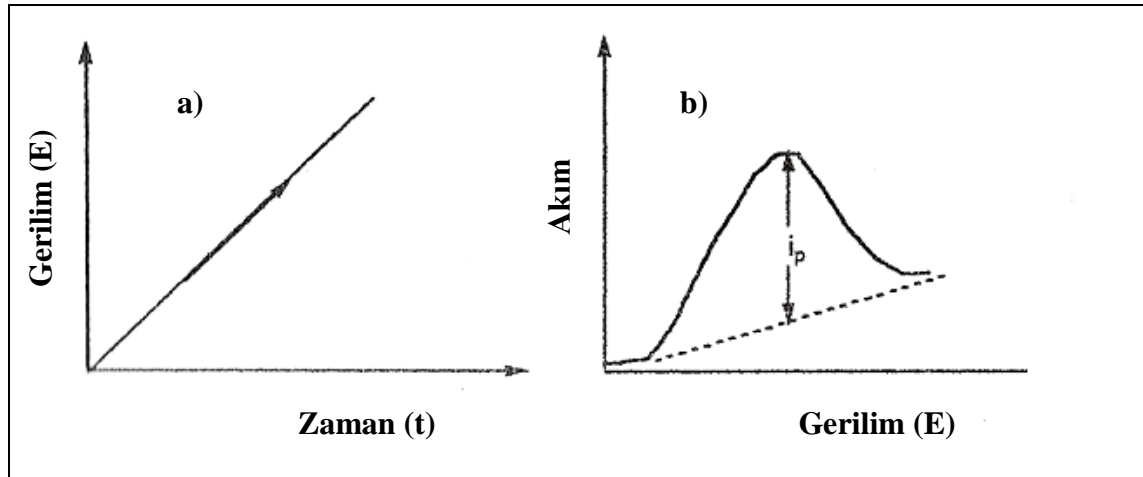 a)
Gerilim (E)
Zaman (t)
b)
Akım
i_p
Gerilim (E)